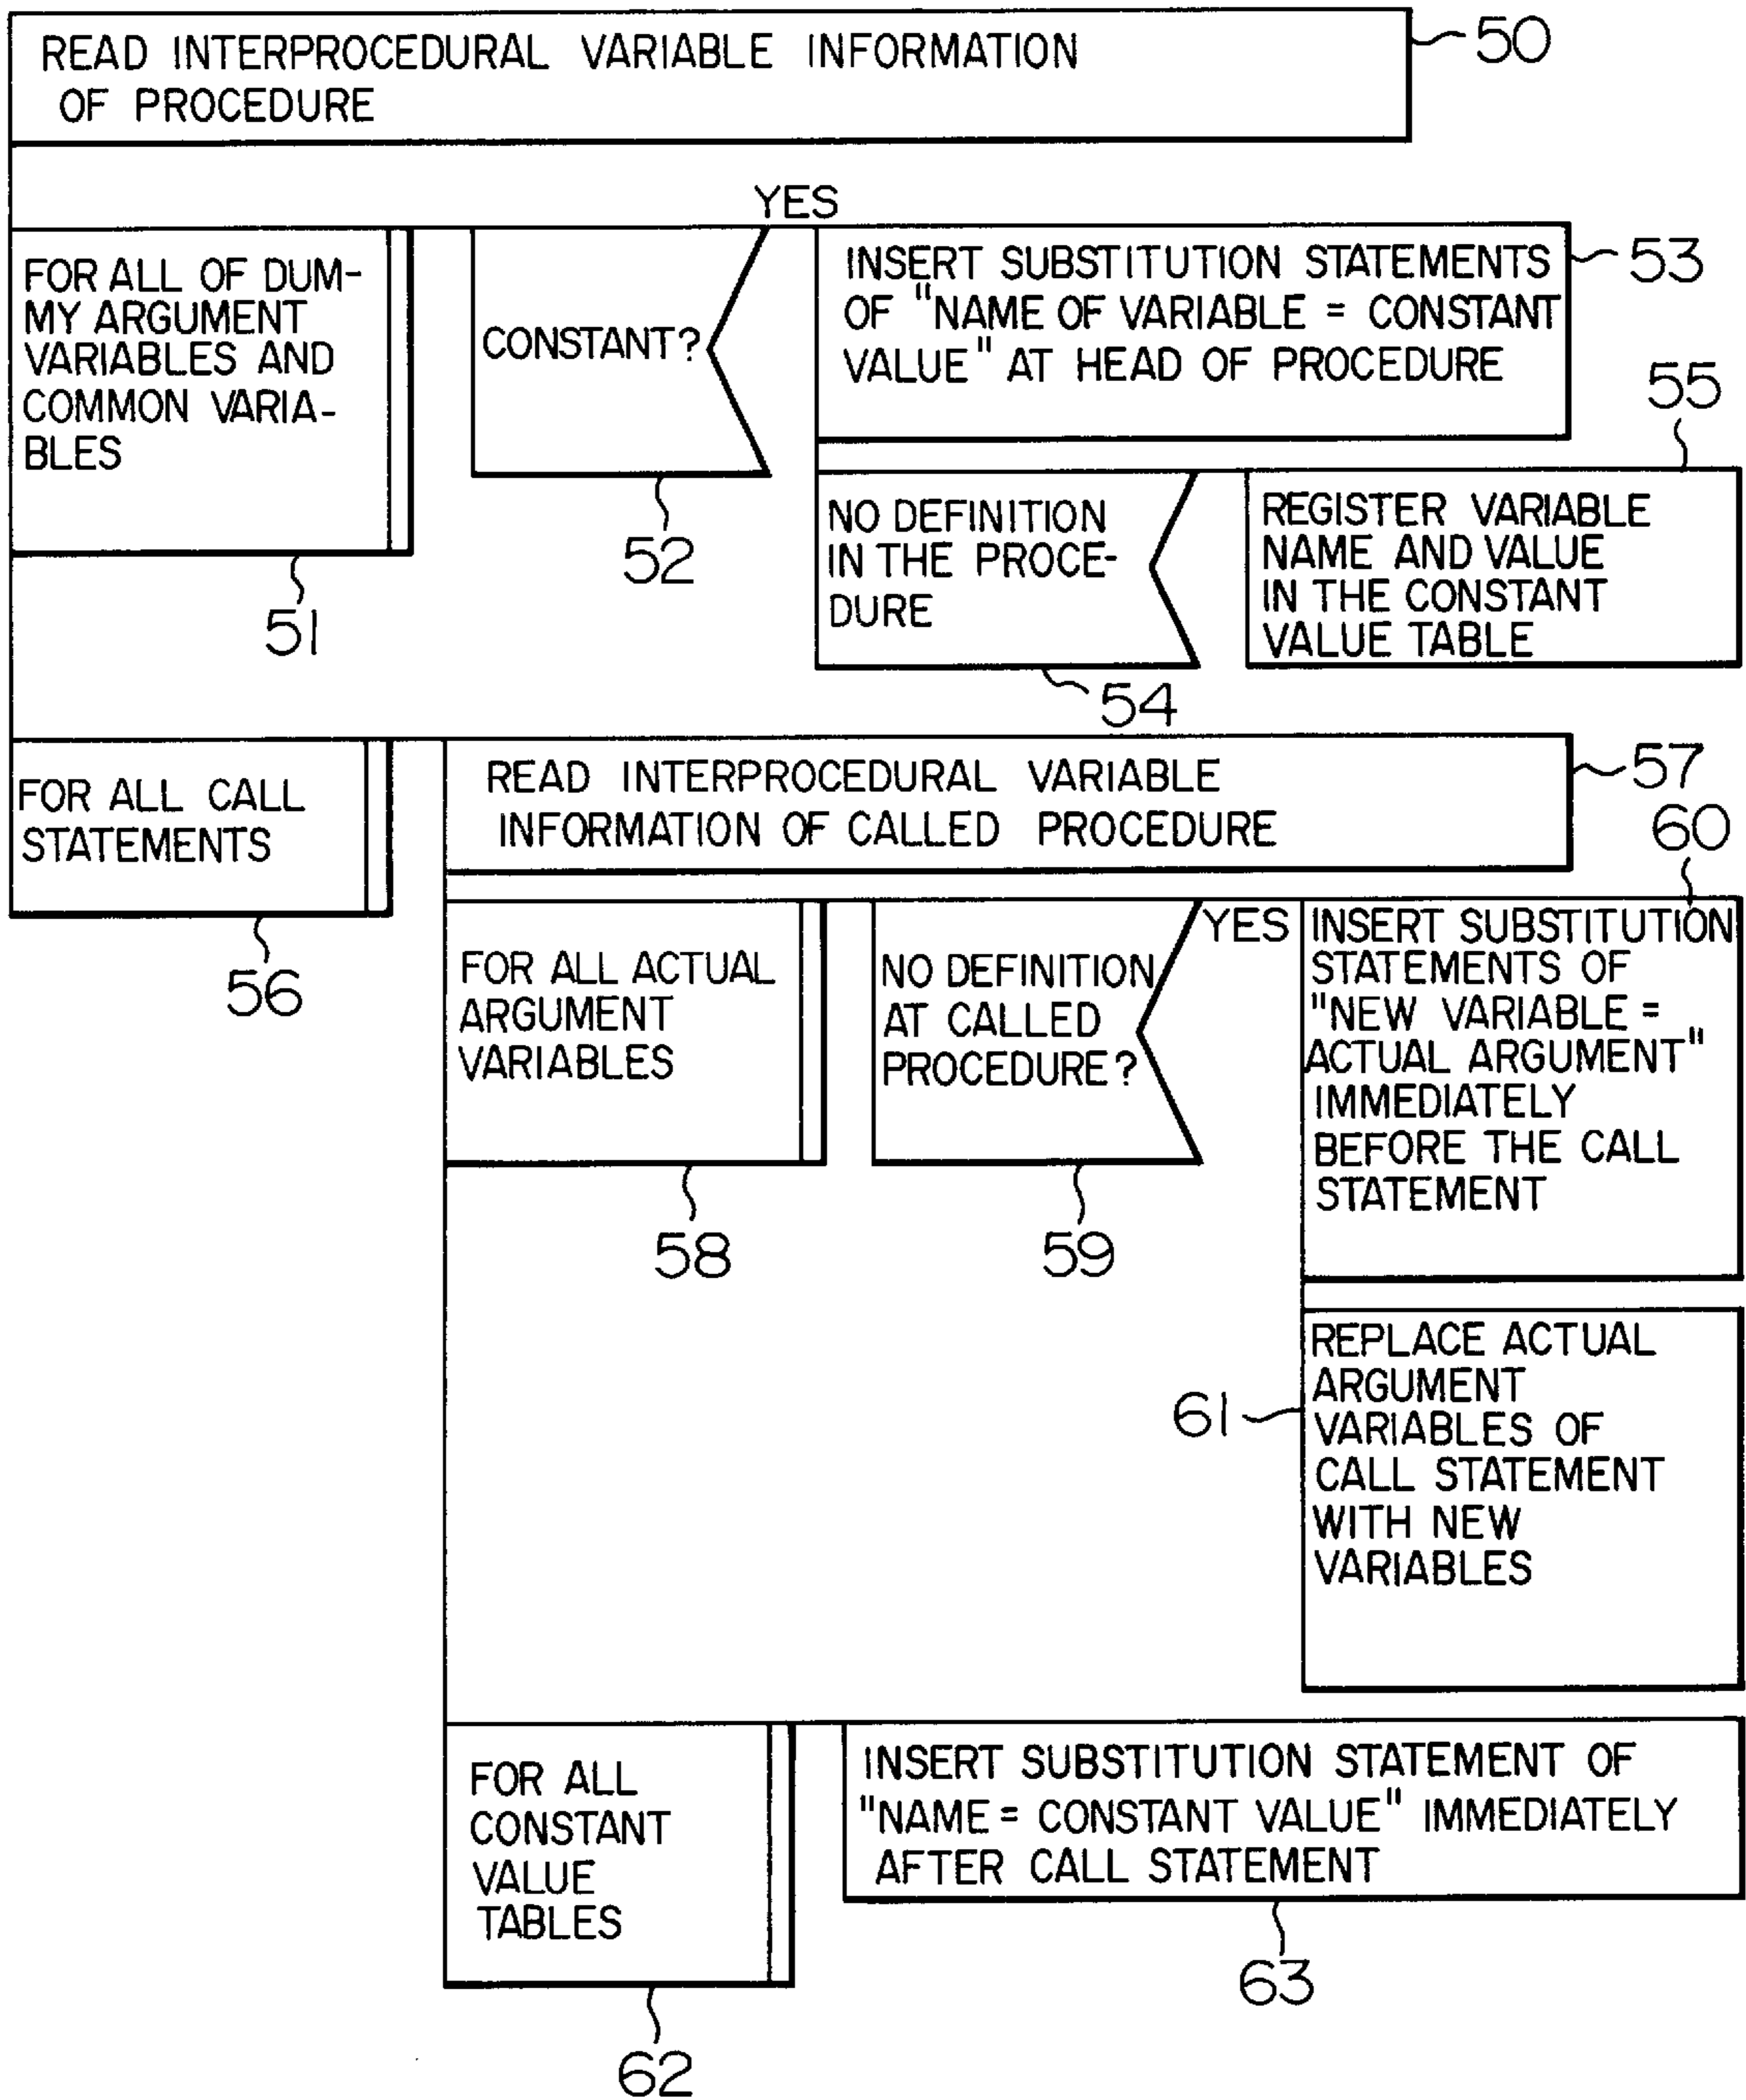 READ INTERPROCEDURAL VARIABLE INFORMATION
OF PROCEDURE
50
YES
FOR ALL OF DUM-
MY ARGUMENT
VARIABLES AND
COMMON VARIA-
BLES
51
CONSTANT?
52
INSERT SUBSTITUTION STATEMENTS
OF "NAME OF VARIABLE = CONSTANT
VALUE" AT HEAD OF PROCEDURE
53
NO DEFINITION
IN THE PROCE-
DURE
54
55
REGISTER VARIABLE
NAME AND VALUE
IN THE CONSTANT
VALUE TABLE
FOR ALL CALL
STATEMENTS
56
READ INTERPROCEDURAL VARIABLE
INFORMATION OF CALLED PROCEDURE
57
FOR ALL ACTUAL
ARGUMENT
VARIABLES
58
NO DEFINITION
AT CALLED
PROCEDURE?
59
YES
60
INSERT SUBSTITUTION
STATEMENTS OF
"NEW VARIABLE =
ACTUAL ARGUMENT"
IMMEDIATELY
BEFORE THE CALL
STATEMENT
61
REPLACE ACTUAL
ARGUMENT
VARIABLES OF
CALL STATEMENT
WITH NEW
VARIABLES
FOR ALL
CONSTANT
VALUE
TABLES
62
INSERT SUBSTITUTION STATEMENT OF
"NAME = CONSTANT VALUE" IMMEDIATELY
AFTER CALL STATEMENT
63